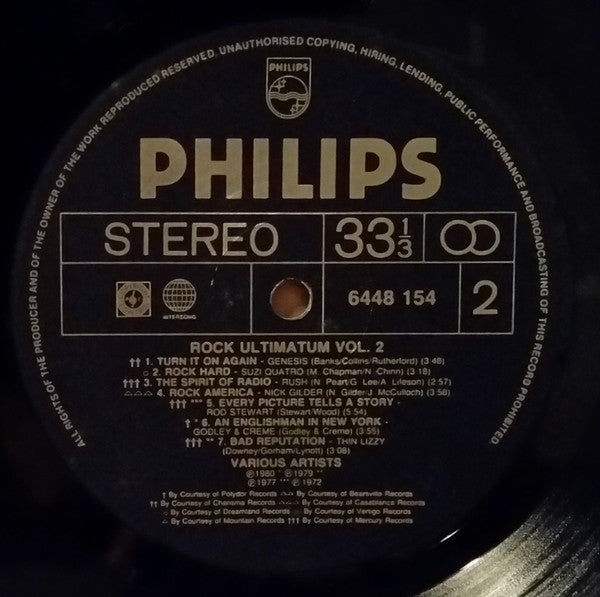 ALL RIGHTS OF THE PRODUCER AND OF THE OWNER OF THE WORK REPRODUCED RESERVED. UNAUTHORISED COPYING, HIRING, LENDING, PUBLIC PERFORMANCE AND BROADCASTING OF THIS RECORD PROHIBITED
PHILIPS
PHILIPS
STEREO 33 1/3
INTERSONG 6448 154 2
ROCK ULTIMATUM VOL. 2
†† 1. TURN IT ON AGAIN - GENESIS (Banks/Collins/Rutherford) (3:48)
○ 2. ROCK HARD - SUZI QUATRO (M. Chapman/N. Chinn) (3:18)
††† 3. THE SPIRIT OF RADIO - RUSH (N. Peart/G. Lee/A. Lifeson) (2:57)
4. ROCK AMERICA - NICK GILDER (N. Gilder/J. McCulloch) (3:58)
††† *** 5. EVERY PICTURE TELLS A STORY -
ROD STEWART (Stewart/Wood) (5:54)
† * 6. AN ENGLISHMAN IN NEW YORK -
GODLEY & CREME (Godley & Creme) (3:55)
††† ** 7. BAD REPUTATION - THIN LIZZY
(Downey/Gorham/Lynott) (3:08)
VARIOUS ARTISTS
℗1980 * ℗1979 **
℗1977 *** ℗1972
† By Courtesy of Polydor Records By Courtesy of Bearsville Records
†† By Courtesy of Charisma Records By Courtesy of Casablanca Records
○ By Courtesy of Dreamland Records By Courtesy of Vertigo Records
By Courtesy of Mountain Records ††† By Courtesy of Mercury Records